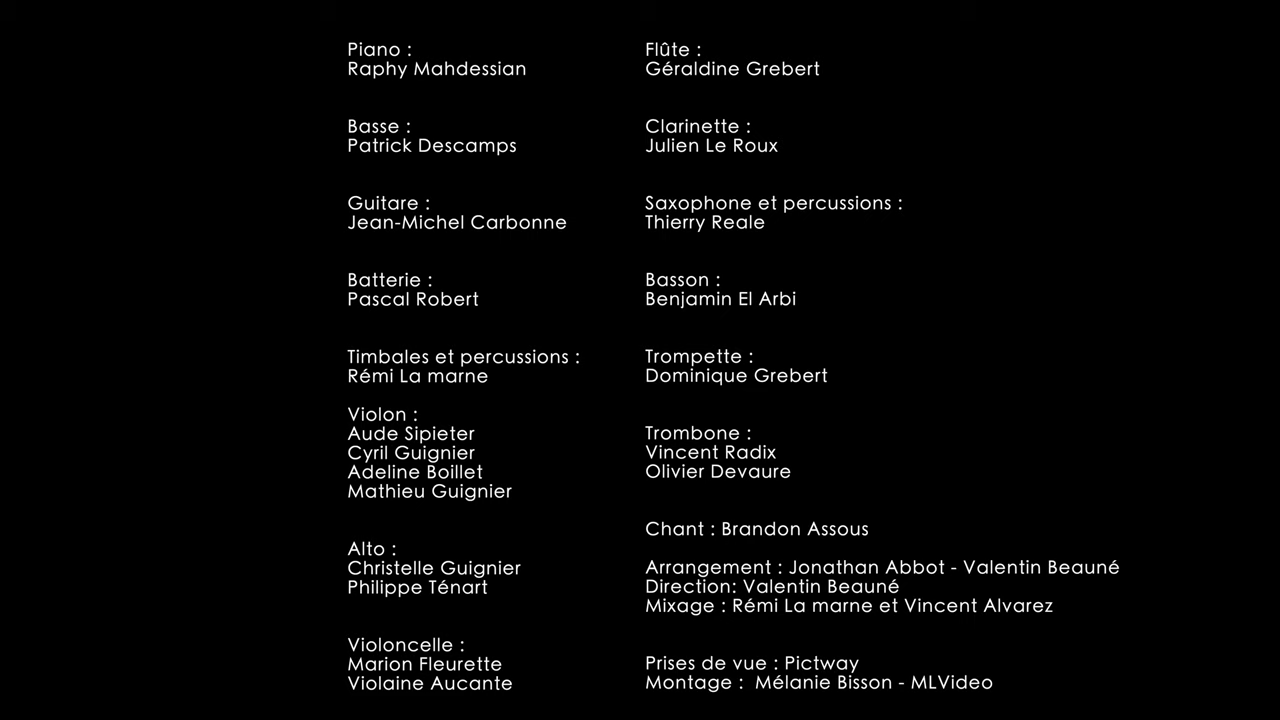 Piano :
Raphy Mahdessian
Basse :
Patrick Descamps
Guitare :
Jean-Michel Carbonne
Batterie :
Pascal Robert
Timbales et percussions :
Rémi La marne
Violon :
Aude Sipieter
Cyril Guignier
Adeline Boillet
Mathieu Guignier
Alto :
Christelle Guignier
Philippe Ténart
Violoncelle :
Marion Fleurette
Violaine Aucante
Flûte :
Géraldine Grebert
Clarinette :
Julien Le Roux
Saxophone et percussions :
Thierry Reale
Basson :
Benjamin El Arbi
Trompette :
Dominique Grebert
Trombone :
Vincent Radix
Olivier Devaure
Chant : Brandon Assous
Arrangement : Jonathan Abbot - Valentin Beauné
Direction: Valentin Beauné
Mixage : Rémi La marne et Vincent Alvarez
Prises de vue : Pictway
Montage :  Mélanie Bisson - MLVideo